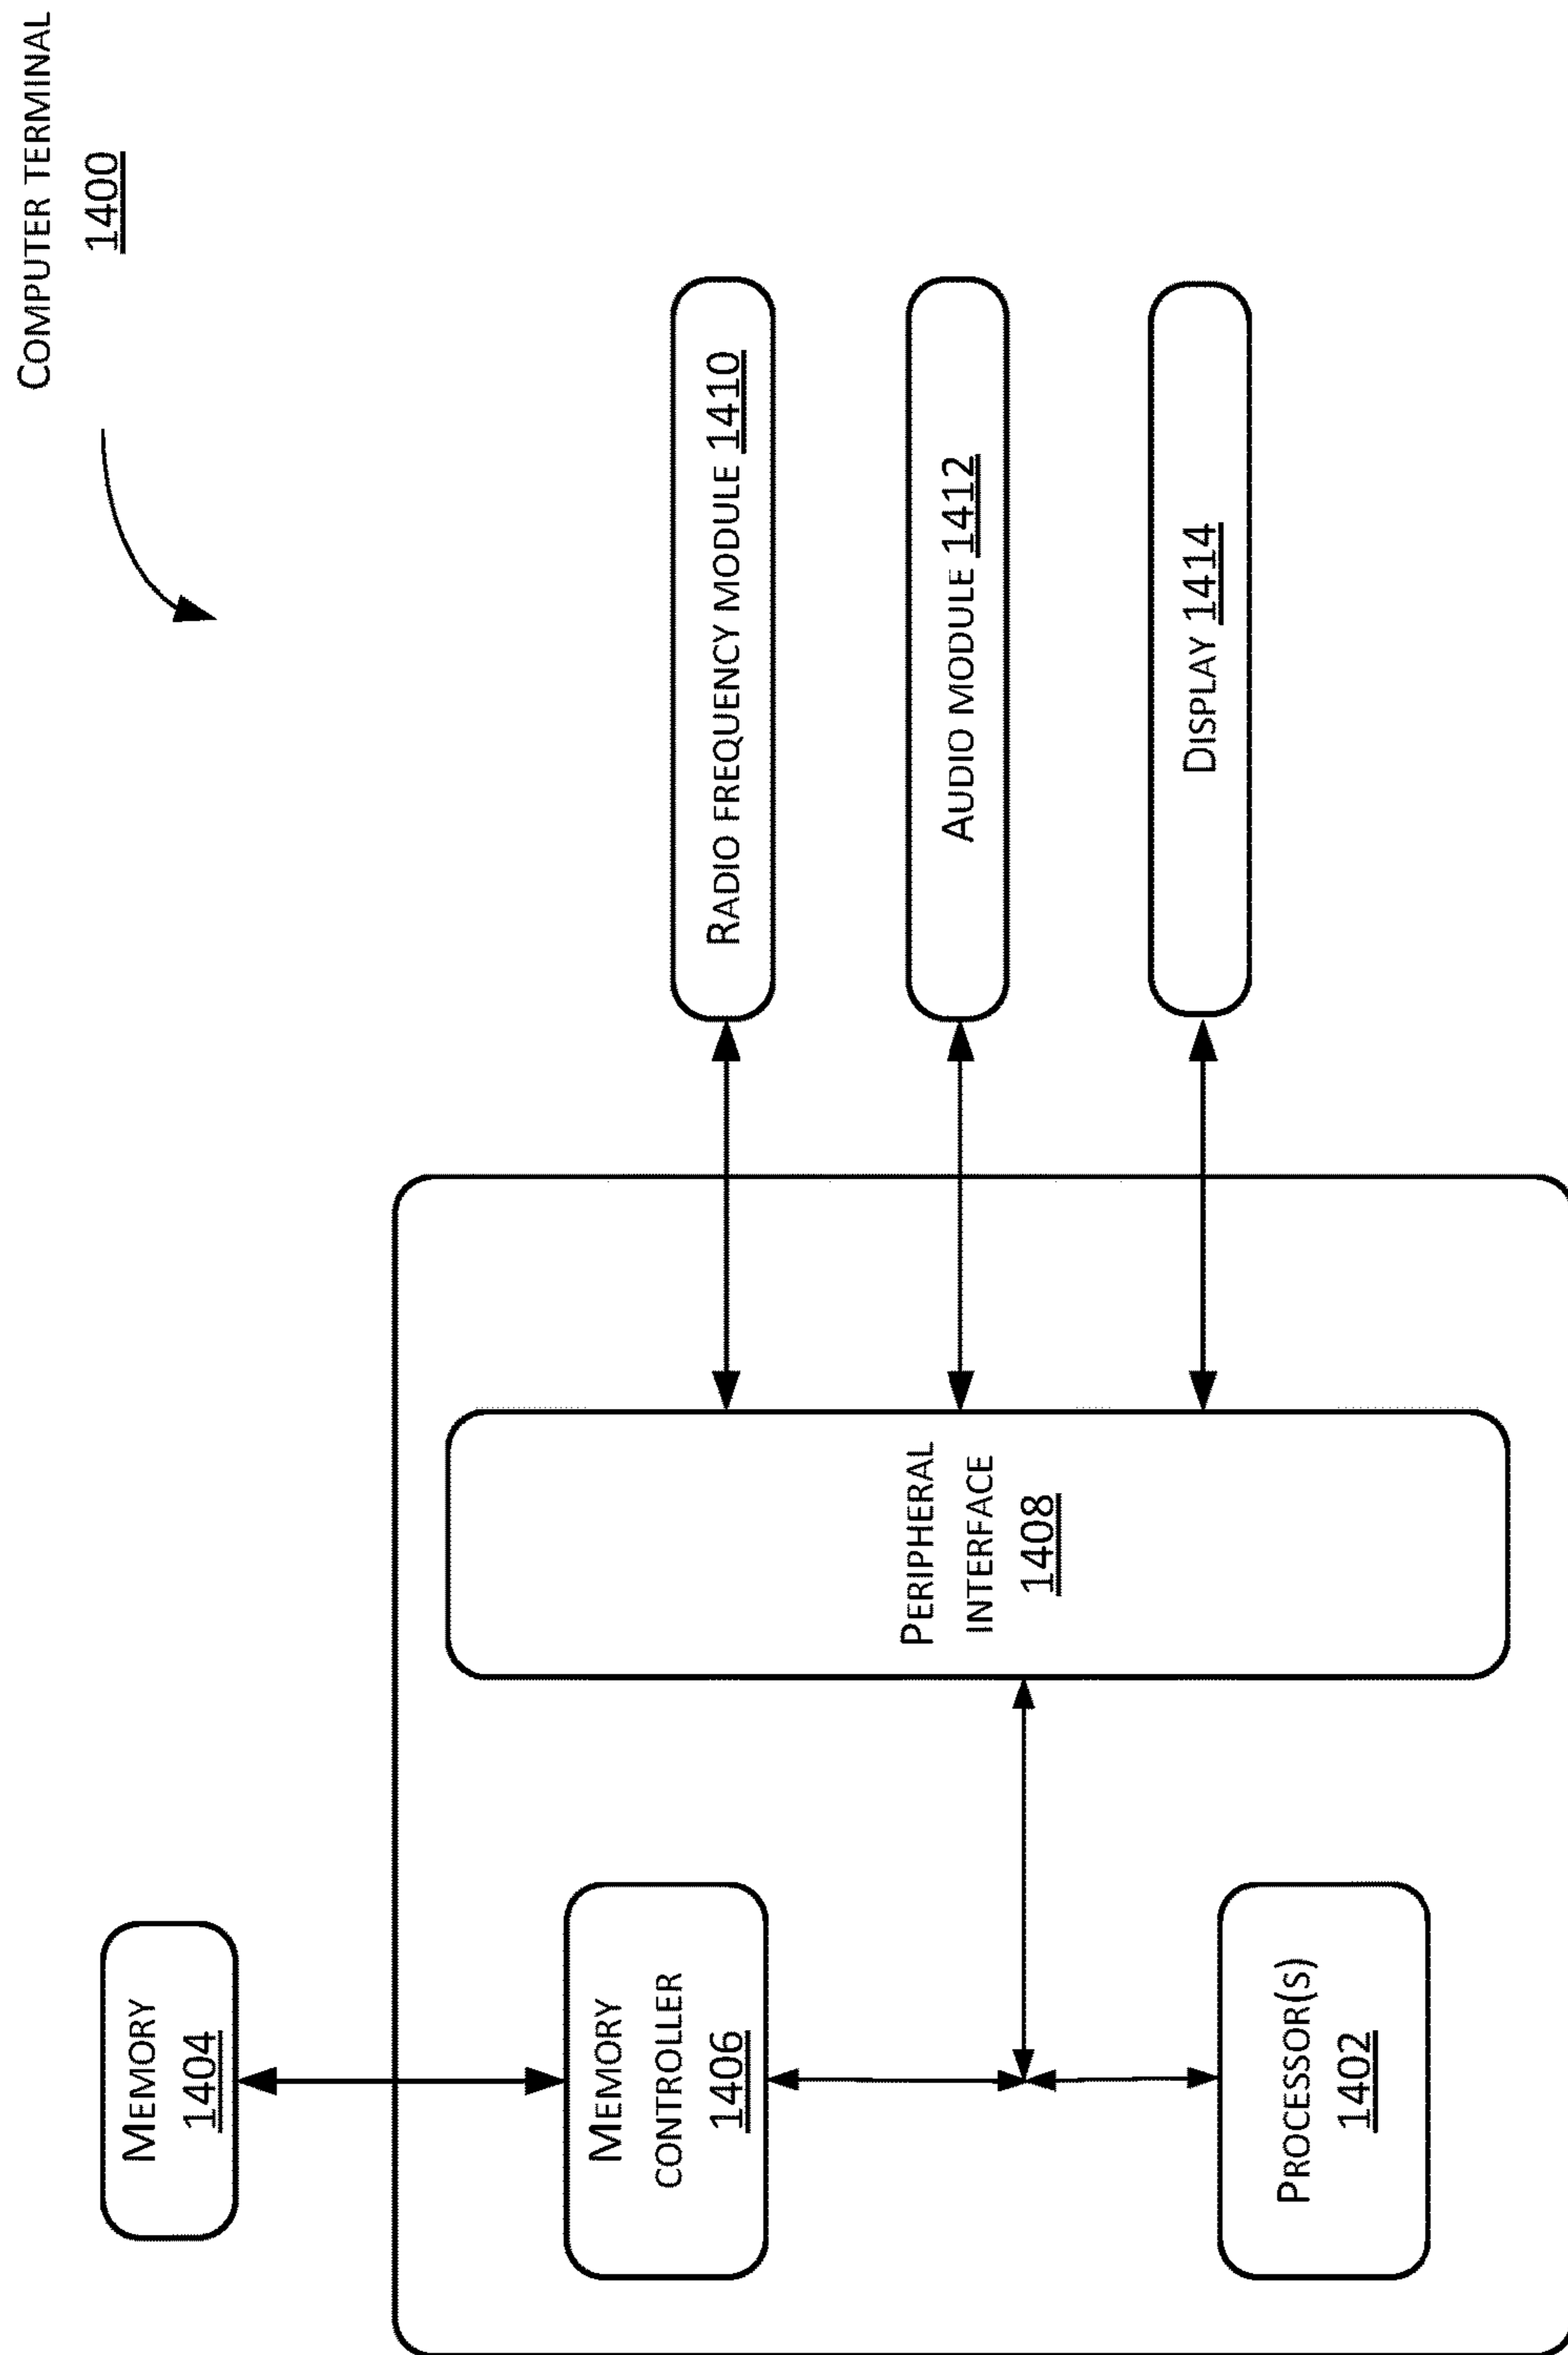 COMPUTER TERMINAL
1400
MEMORY
1404
MEMORY
CONTROLLER
1406
PROCESSOR(S)
1402
PERIPHERAL
INTERFACE
1408
RADIO FREQUENCY MODULE 1410
AUDIO MODULE 1412
DISPLAY 1414